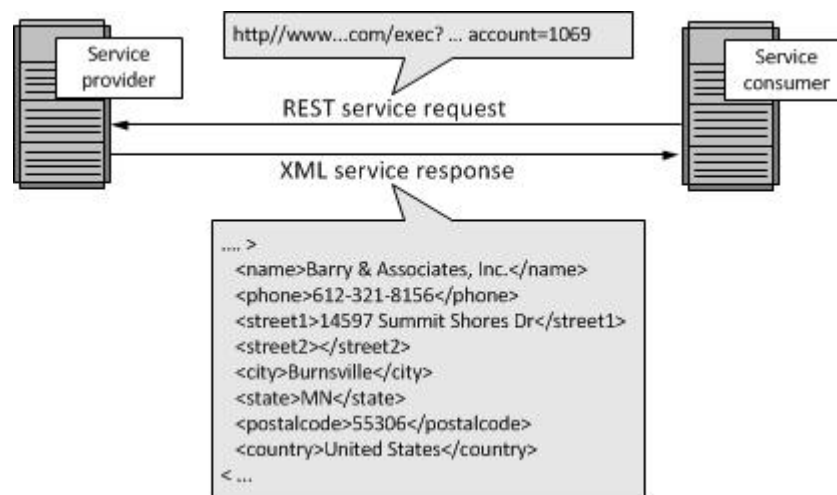 Service
provider
http//www...com/exec? ... account=1069
Service
consumer
REST service request
XML service response
.... >
<name>Barry & Associates, Inc.</name>
<phone>612-321-8156</phone>
<street1>14597 Summit Shores Dr</street1>
<street2></street2>
<city>Burnsville</city>
<state>MN</state>
<postalcode>55306</postalcode>
<country>United States</country>
< ...